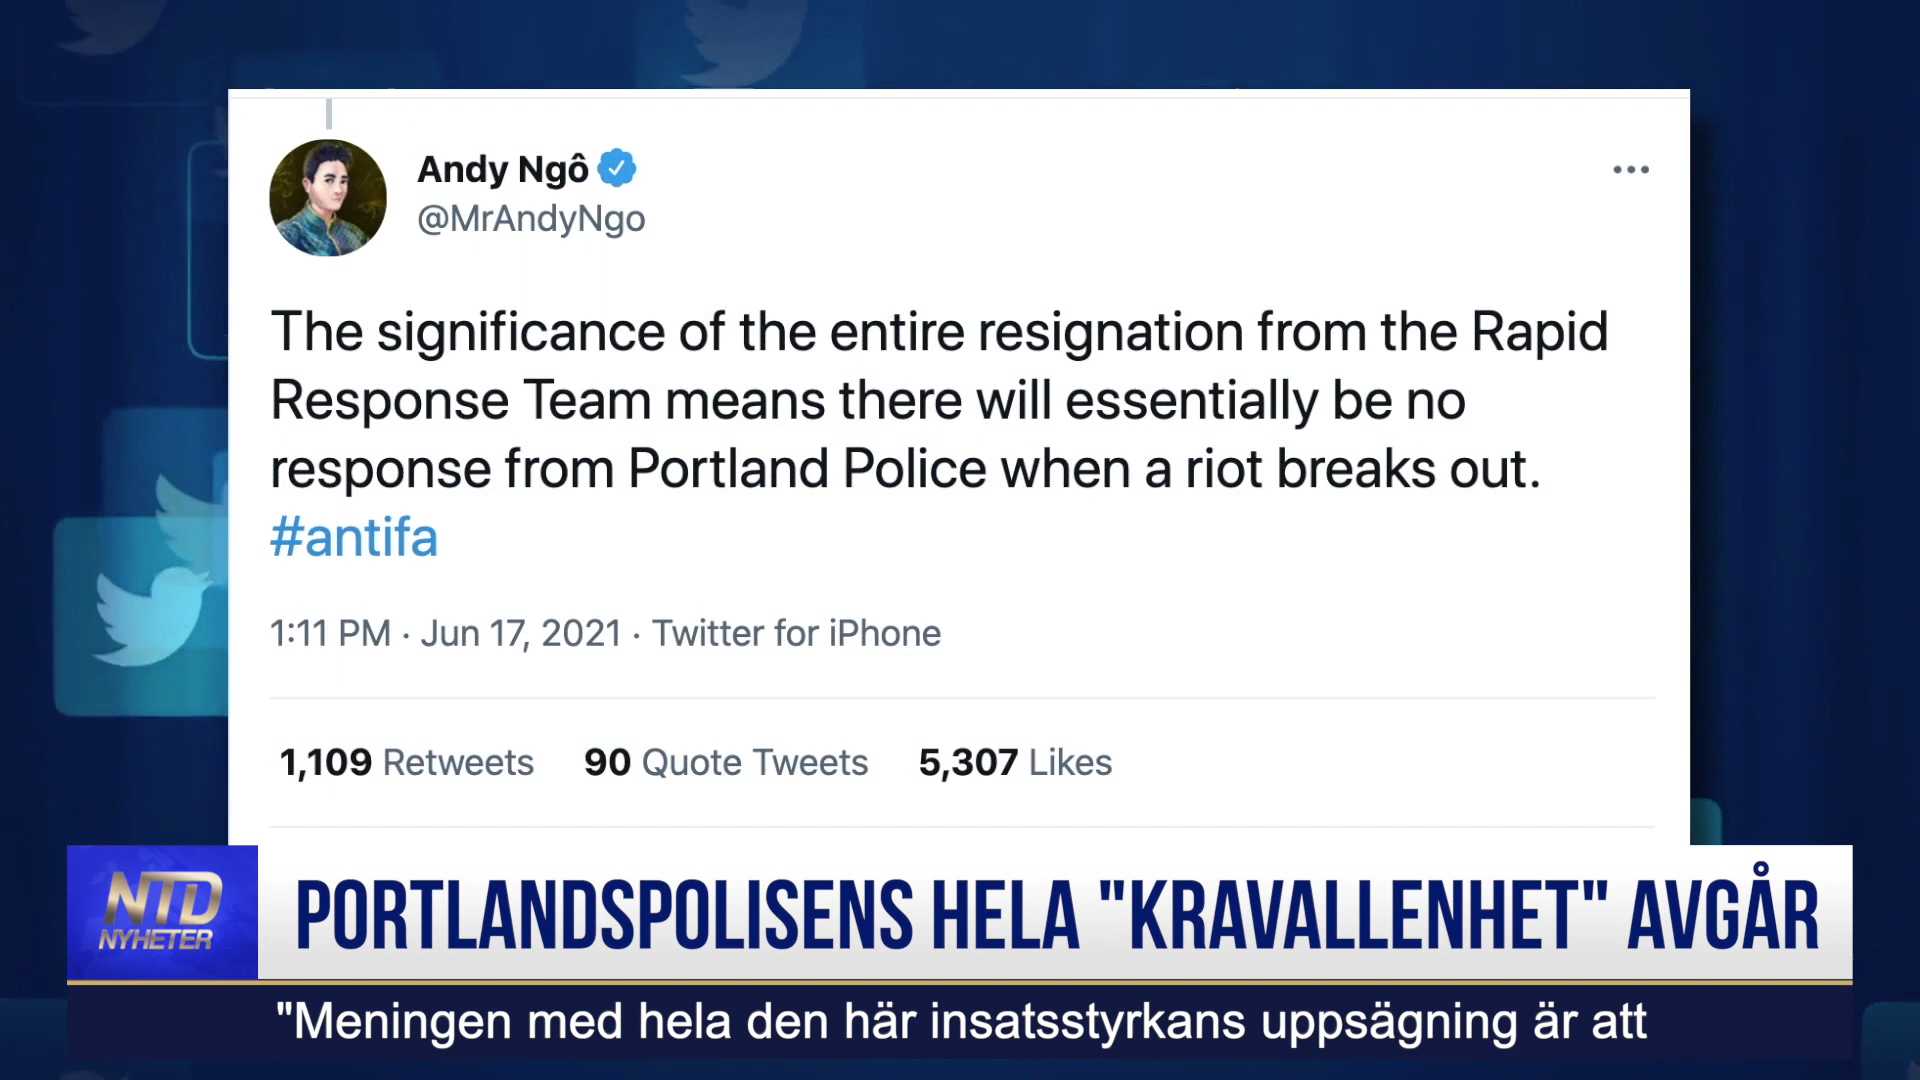 Andy Ngô
@MrAndyNgo
The significance of the entire resignation from the Rapid
Response Team means there will essentially be no
response from Portland Police when a riot breaks out.
#antifa
1:11 PM · Jun 17, 2021 · Twitter for iPhone
1,109 Retweets 90 Quote Tweets 5,307 Likes
NTD
NYHETER
PORTLANDSPOLISENS HELA "KRAVALLENHET" AVGÅR
"Meningen med hela den här insatsstyrkans uppsägning är att